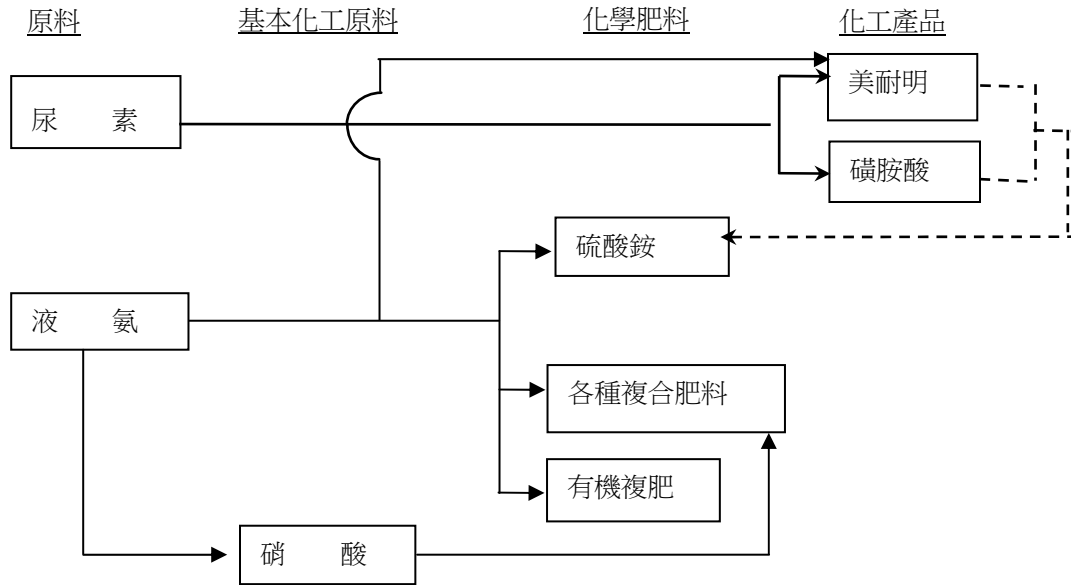 原料 基本化工原料 化學肥料 化工產品
美耐明
尿 素
磺胺酸
硫酸銨
液 氨
各種複合肥料
有機複肥
硝 酸